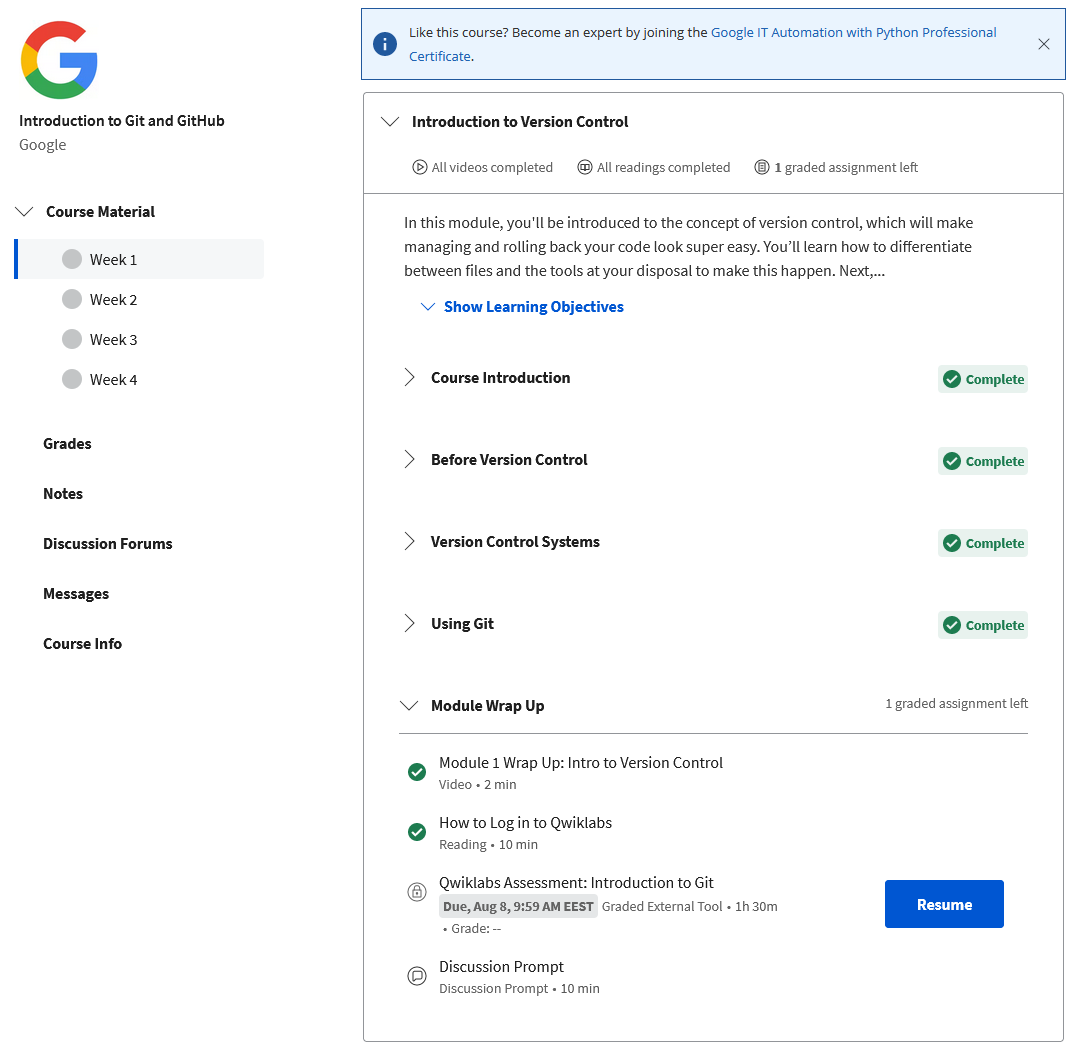 Introduction to Git and GitHub
Google
Course Material
Week 1
Week 2
Week 3
Week 4
Grades
Notes
Discussion Forums
Messages
Course Info
Like this course? Become an expert by joining the Google IT Automation with Python Professional
Certificate.
Introduction to Version Control
All videos completed All readings completed 1 graded assignment left
In this module, you'll be introduced to the concept of version control, which will make
managing and rolling back your code look super easy. You’ll learn how to differentiate
between files and the tools at your disposal to make this happen. Next,...
Show Learning Objectives
Course Introduction Complete
Before Version Control Complete
Version Control Systems Complete
Using Git Complete
Module Wrap Up 1 graded assignment left
Module 1 Wrap Up: Intro to Version Control
Video • 2 min
How to Log in to Qwiklabs
Reading • 10 min
Qwiklabs Assessment: Introduction to Git
Due, Aug 8, 9:59 AM EEST Graded External Tool • 1h 30m
• Grade: --
Resume
Discussion Prompt
Discussion Prompt • 10 min